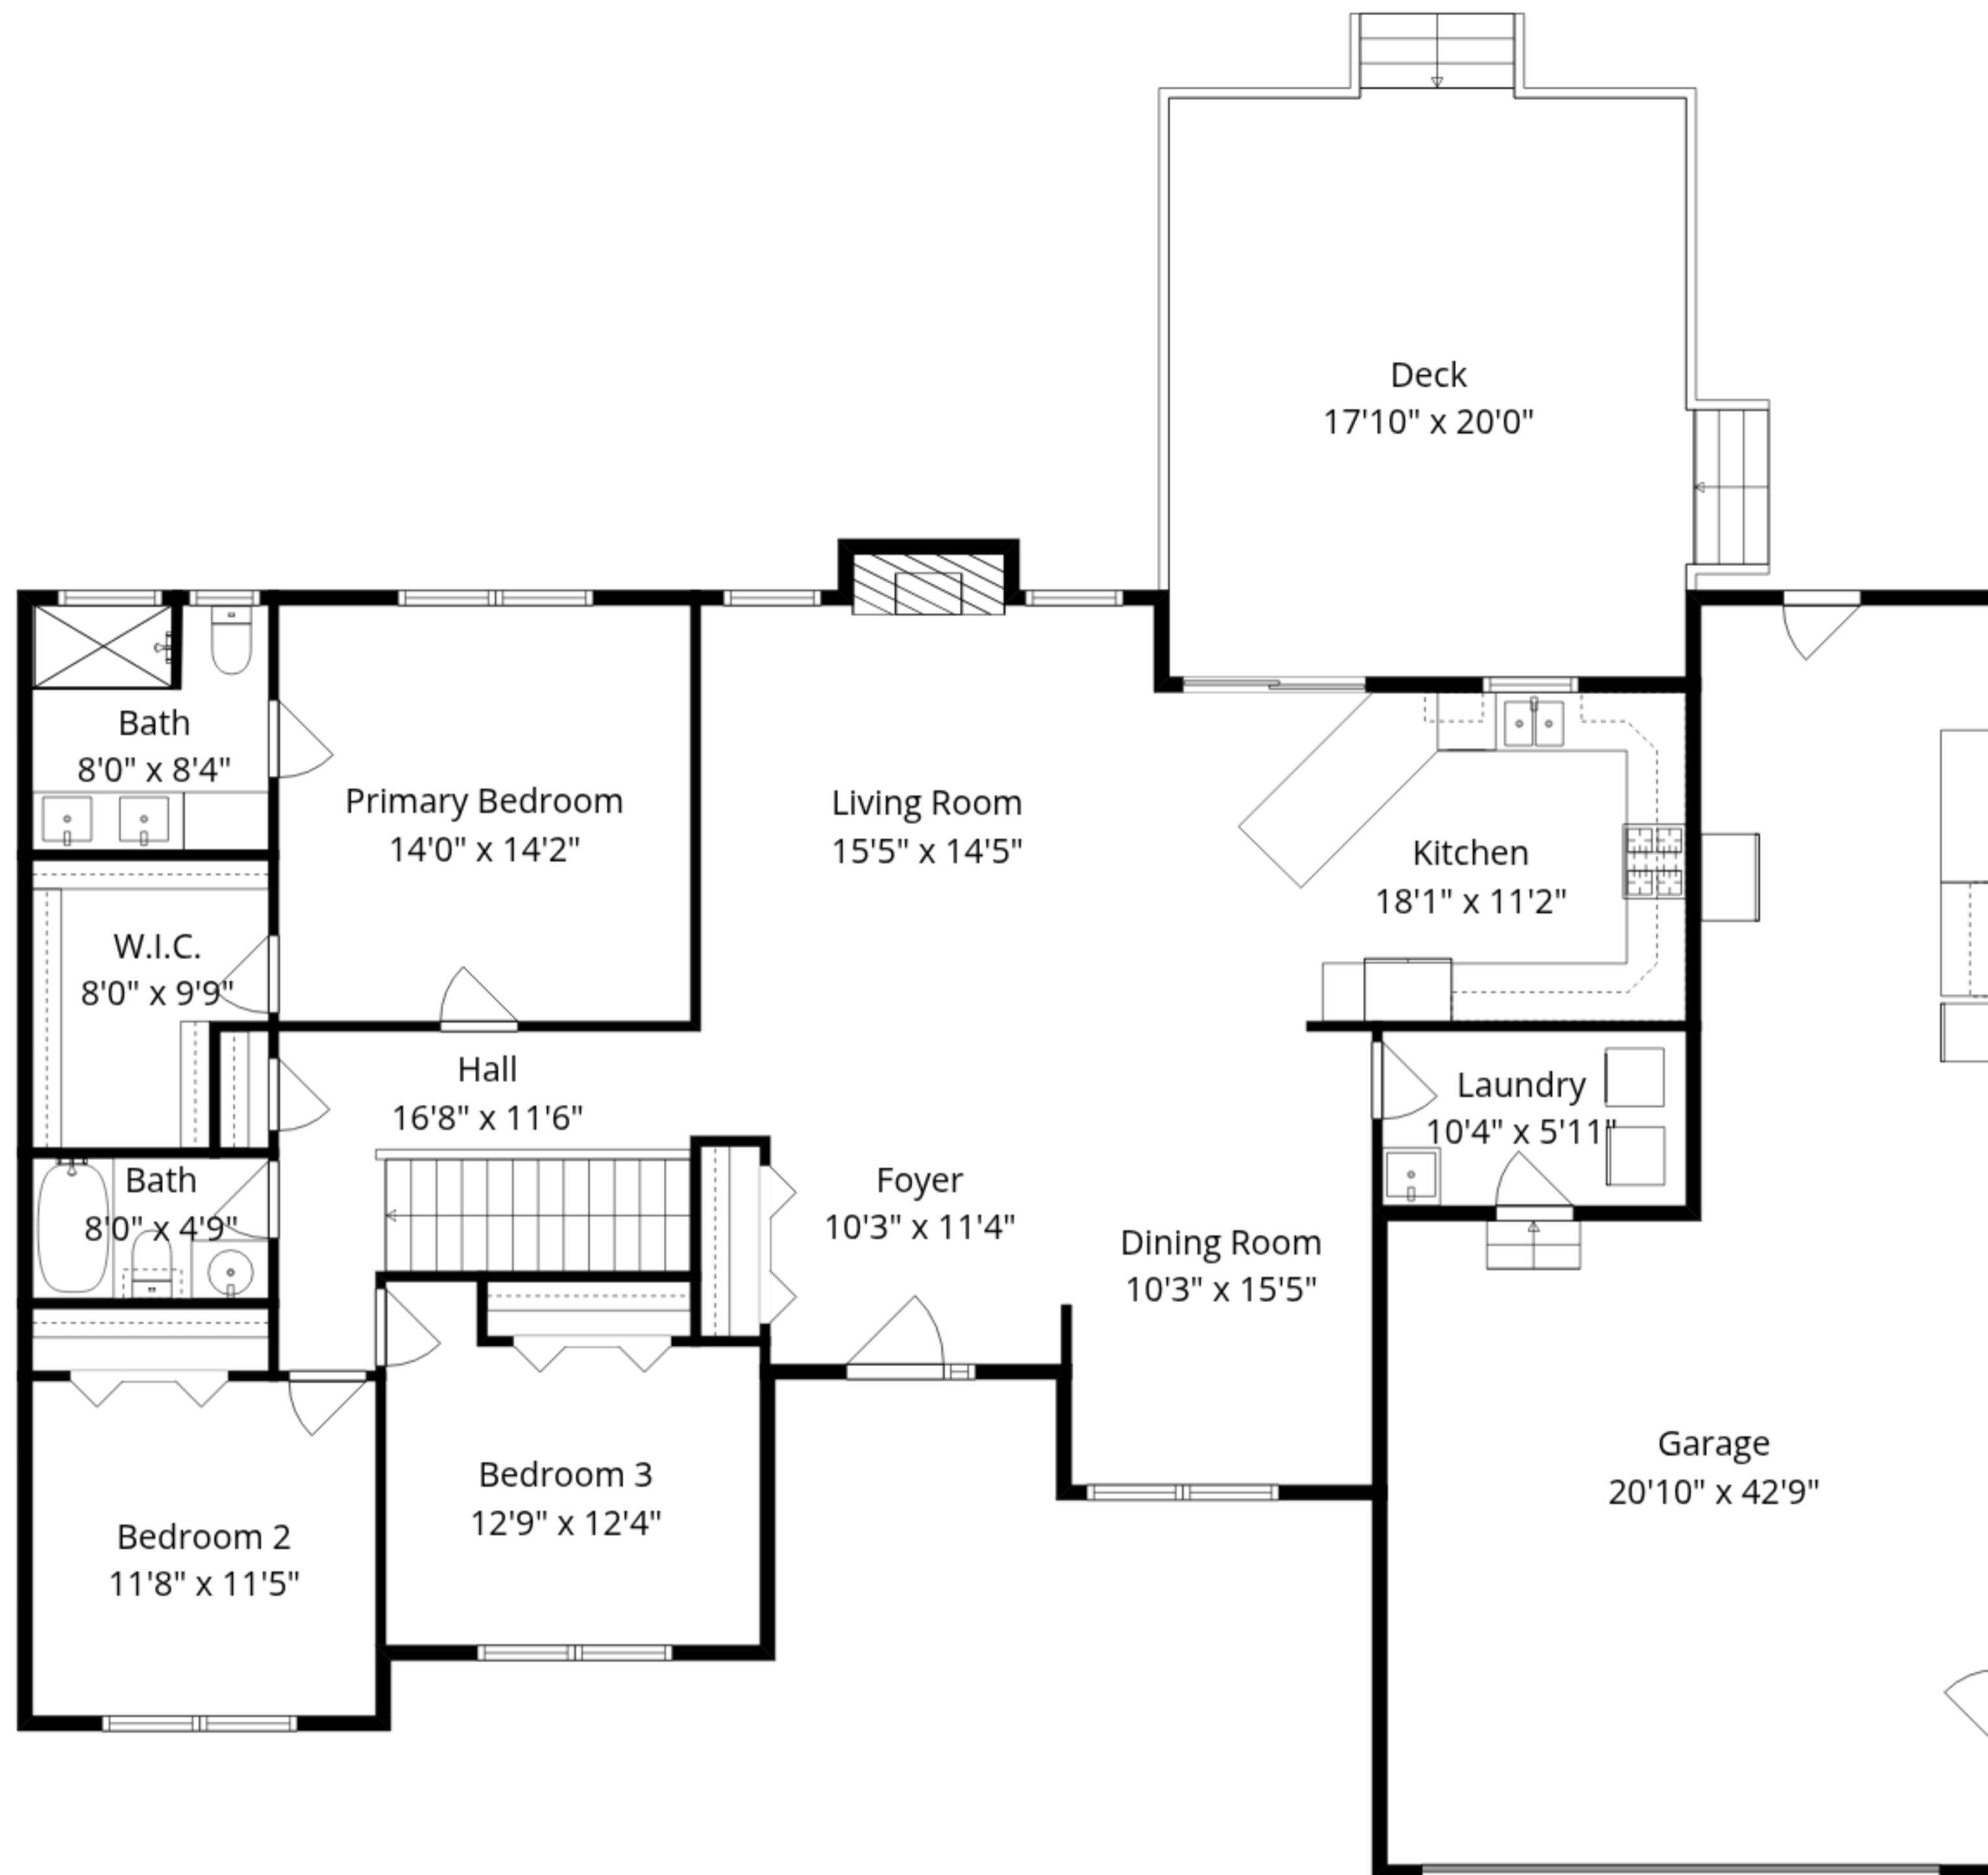 Deck
17'10" x 20'0"
Bath
8'0" x 8'4"
Primary Bedroom
14'0" x 14'2"
Living Room
15'5" x 14'5"
Kitchen
18'1" x 11'2"
W.I.C.
8'0" x 9'9"
Hall
16'8" x 11'6"
Laundry
10'4" x 5'11"
Bath
8'0" x 4'9"
Foyer
10'3" x 11'4"
Dining Room
10'3" x 15'5"
Garage
20'10" x 42'9"
Bedroom 3
12'9" x 12'4"
Bedroom 2
11'8" x 11'5"